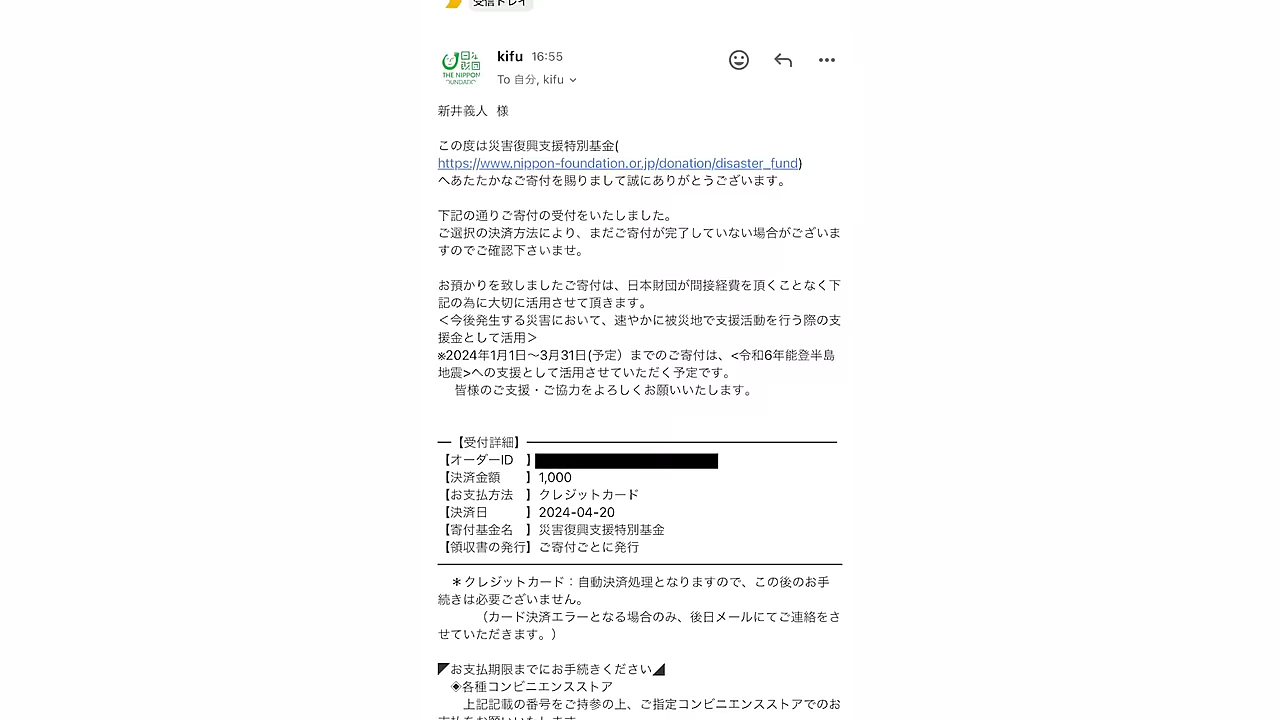 受信トレイ
kifu 16:55
To 自分, kifu
日本財団
THE NIPPON
FOUNDATION
新井義人 様
この度は災害復興支援特別基金(
https://www.nippon-foundation.or.jp/donation/disaster_fund)
へあたたかなご寄付を賜りまして誠にありがとうございます。
下記の通りご寄付の受付をいたしました。
ご選択の決済方法により、まだご寄付が完了していない場合がございま
すのでご確認下さいませ。
お預かりを致しましたご寄付は、日本財団が間接経費を頂くことなく下
記の為に大切に活用させて頂きます。
＜今後発生する災害において、速やかに被災地で支援活動を行う際の支
援金として活用＞
※2024年1月1日〜3月31日(予定）までのご寄付は、<令和6年能登半島
地震>への支援として活用させていただく予定です。
皆様のご支援・ご協力をよろしくお願いいたします。
―【受付詳細】―――――――――――――――
【オーダーID　】
【決済金額　　】1,000
【お支払方法　】クレジットカード
【決済日　　　】2024-04-20
【寄付基金名　】災害復興支援特別基金
【領収書の発行】ご寄付ごとに発行
＊クレジットカード：自動決済処理となりますので、この後のお手
続きは必要ございません。
（カード決済エラーとなる場合のみ、後日メールにてご連絡をさ
せていただきます。）
◤お支払期限までにお手続きください◢
◈各種コンビニエンスストア
上記記載の番号をご持参の上、ご指定コンビニエンスストアでのお
支払をお願いいたします。